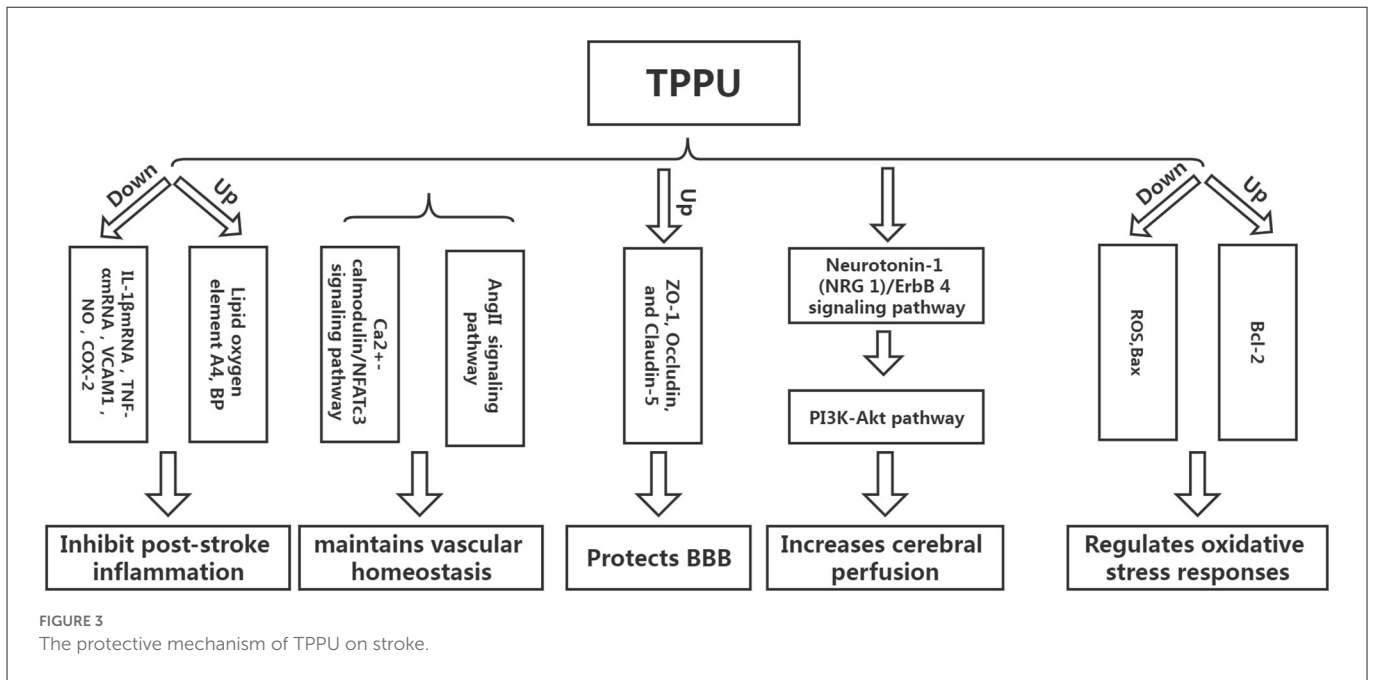 TPPU
Down
Up
Up
Down
Up
IL-1βmRNA , TNF-
αmRNA , VCAM1 ,
NO , COX-2
Lipid oxygen
element A4, BP
Ca2+-
calmodulin/NFATc3
signaling pathway
AngII signaling
pathway
ZO-1, Occludin,
and Claudin-5
Neurotonin-1
(NRG 1)/ErbB 4
signaling pathway
PI3K-Akt pathway
ROS,Bax
Bcl-2
Inhibit post-stroke
inflammation
maintains vascular
homeostasis
Protects BBB
Increases cerebral
perfusion
Regulates oxidative
stress responses
FIGURE 3
The protective mechanism of TPPU on stroke.